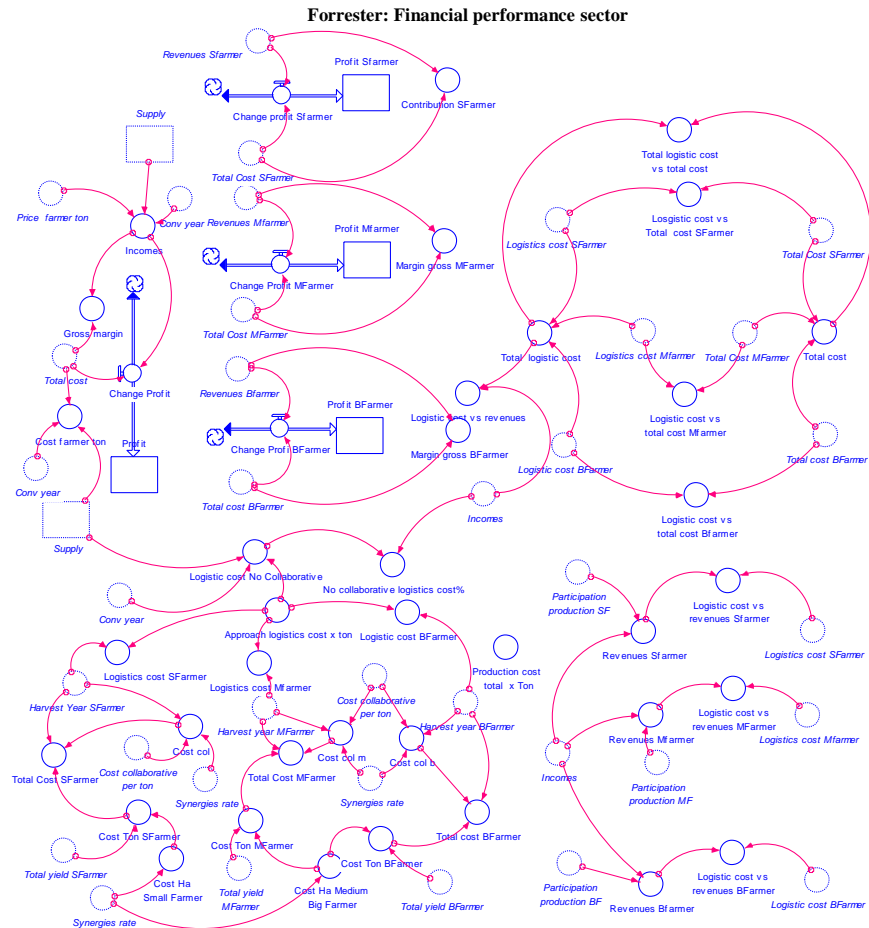 Forrester: Financial performance sector
Revenues Sfarmer
Profit Sfarmer
Change profit Sfarmer
Contribution SFarmer
Total Cost SFarmer
Supply
Price farmer ton
Conv year
Incomes
Gross margin
Total cost
Change Profit
Cost farmer ton
Profit
Conv year
Supply
Revenues Mfarmer
Profit Mfarmer
Change Profit MFarmer
Margin gross MFarmer
Total Cost MFarmer
Revenues Bfarmer
Profit BFarmer
Change Profi BFarmer
Margin gross BFarmer
Total cost BFarmer
Total logistic cost
vs total cost
Losgistic cost vs
Total cost SFarmer
Logistics cost SFarmer
Total Cost SFarmer
Total logistic cost
Logistics cost Mfarmer
Total Cost MFarmer
Total cost
Logistic cost vs
total cost Mfarmer
Logistic cost vs revenues
Logistic cost BFarmer
Total cost BFarmer
Logistic cost vs
total cost Bfarmer
Incomes
Logistic cost No Collaborative
No collaborative logistics cost%
Conv year
Approach logistics cost x ton
Logistic cost BFarmer
Logistics cost SFarmer
Logistics cost Mfarmer
Production cost
total x Ton
Harvest Year SFarmer
Cost collaborative
per ton
Harvest year MFarmer
Harvest year BFarmer
Cost col
Cost col m
Cost col b
Total Cost SFarmer
Cost collaborative
per ton
Total Cost MFarmer
Synergies rate
Synergies rate
Cost Ton SFarmer
Cost Ton MFarmer
Total cost BFarmer
Cost Ton BFarmer
Total yield SFarmer
Cost Ha
Small Farmer
Total yield
MFarmer
Cost Ha Medium
Big Farmer
Total yield BFarmer
Synergies rate
Participation
production SF
Logistic cost vs
revenues Sfarmer
Revenues Sfarmer
Logistics cost SFarmer
Logistic cost vs
revenues MFarmer
Revenues Mfarmer
Logistics cost Mfarmer
Incomes
Participation
production MF
Participation
production BF
Revenues Bfarmer
Logistic cost vs
revenues BFarmer
Logistic cost BFarmer